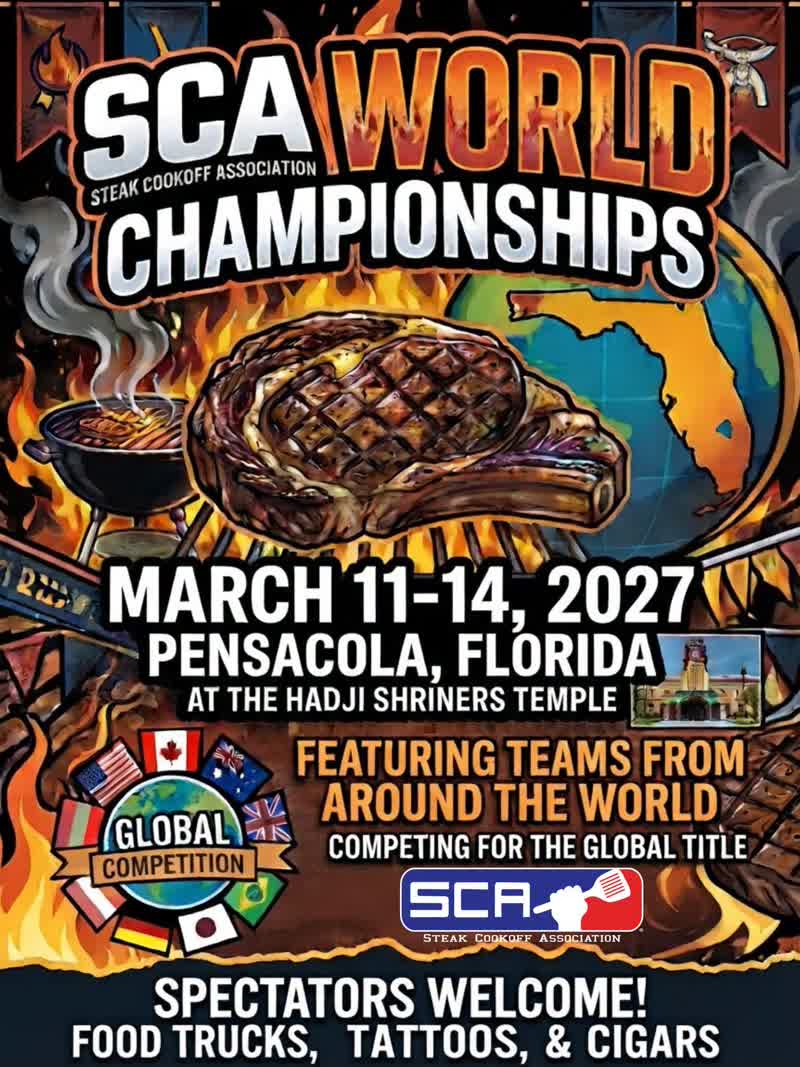 SCA WORLD
STEAK COOKOFF ASSOCIATION
CHAMPIONSHIPS
MARCH 11-14, 2027
PENSACOLA, FLORIDA
AT THE HADJI SHRINERS TEMPLE
FEATURING TEAMS FROM
AROUND THE WORLD
COMPETING FOR THE GLOBAL TITLE
GLOBAL
COMPETITION
SCA
STEAK COOKOFF ASSOCIATION
SPECTATORS WELCOME!
FOOD TRUCKS, TATTOOS, & CIGARS